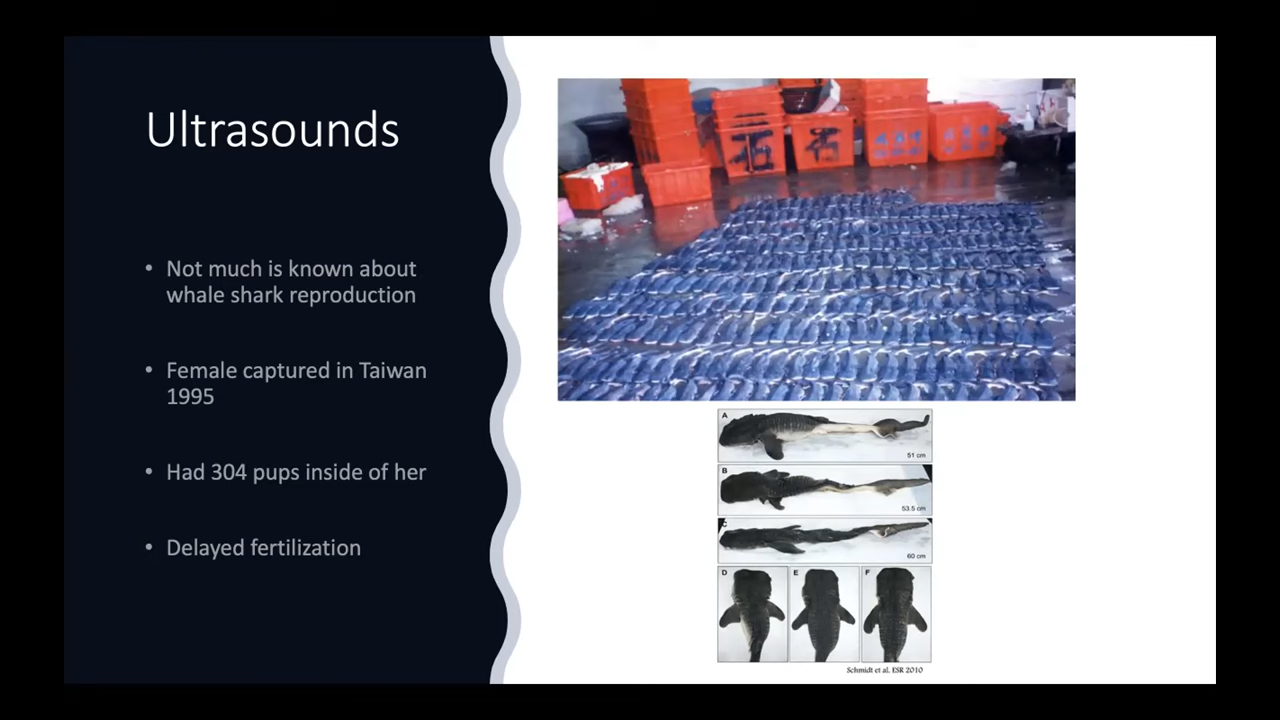 Ultrasounds
• Not much is known about
whale shark reproduction
• Female captured in Taiwan
1995
• Had 304 pups inside of her
• Delayed fertilization
A
51 cm
B
53.5 cm
C
60 cm
D
E
F
Schmidt et al. ESR 2010